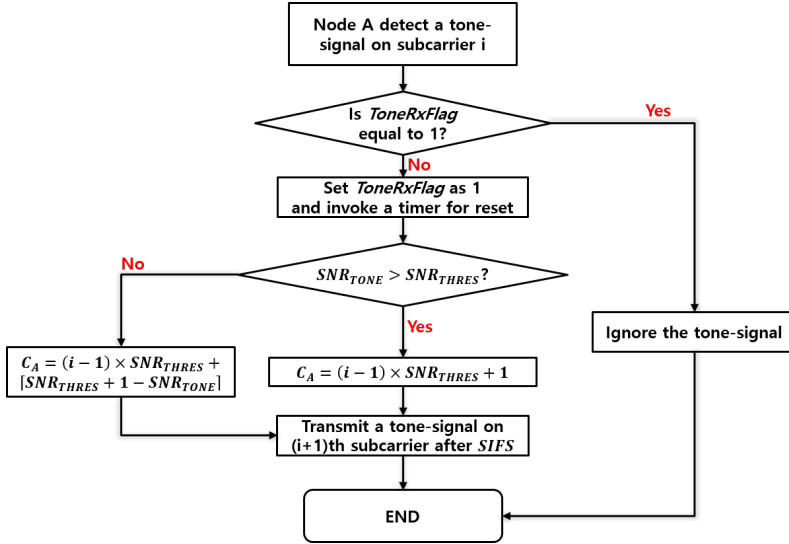 Node A detect a tone-
signal on subcarrier i
Is ToneRxFlag
equal to 1?
Yes
No
Set ToneRxFlag as 1
and invoke a timer for reset
SNR_TONE > SNR_THRES?
No
Yes
Ignore the tone-signal
C_A = (i − 1) × SNR_THRES +
⌈SNR_THRES + 1 − SNR_TONE⌉
C_A = (i − 1) × SNR_THRES + 1
Transmit a tone-signal on
(i+1)th subcarrier after SIFS
END